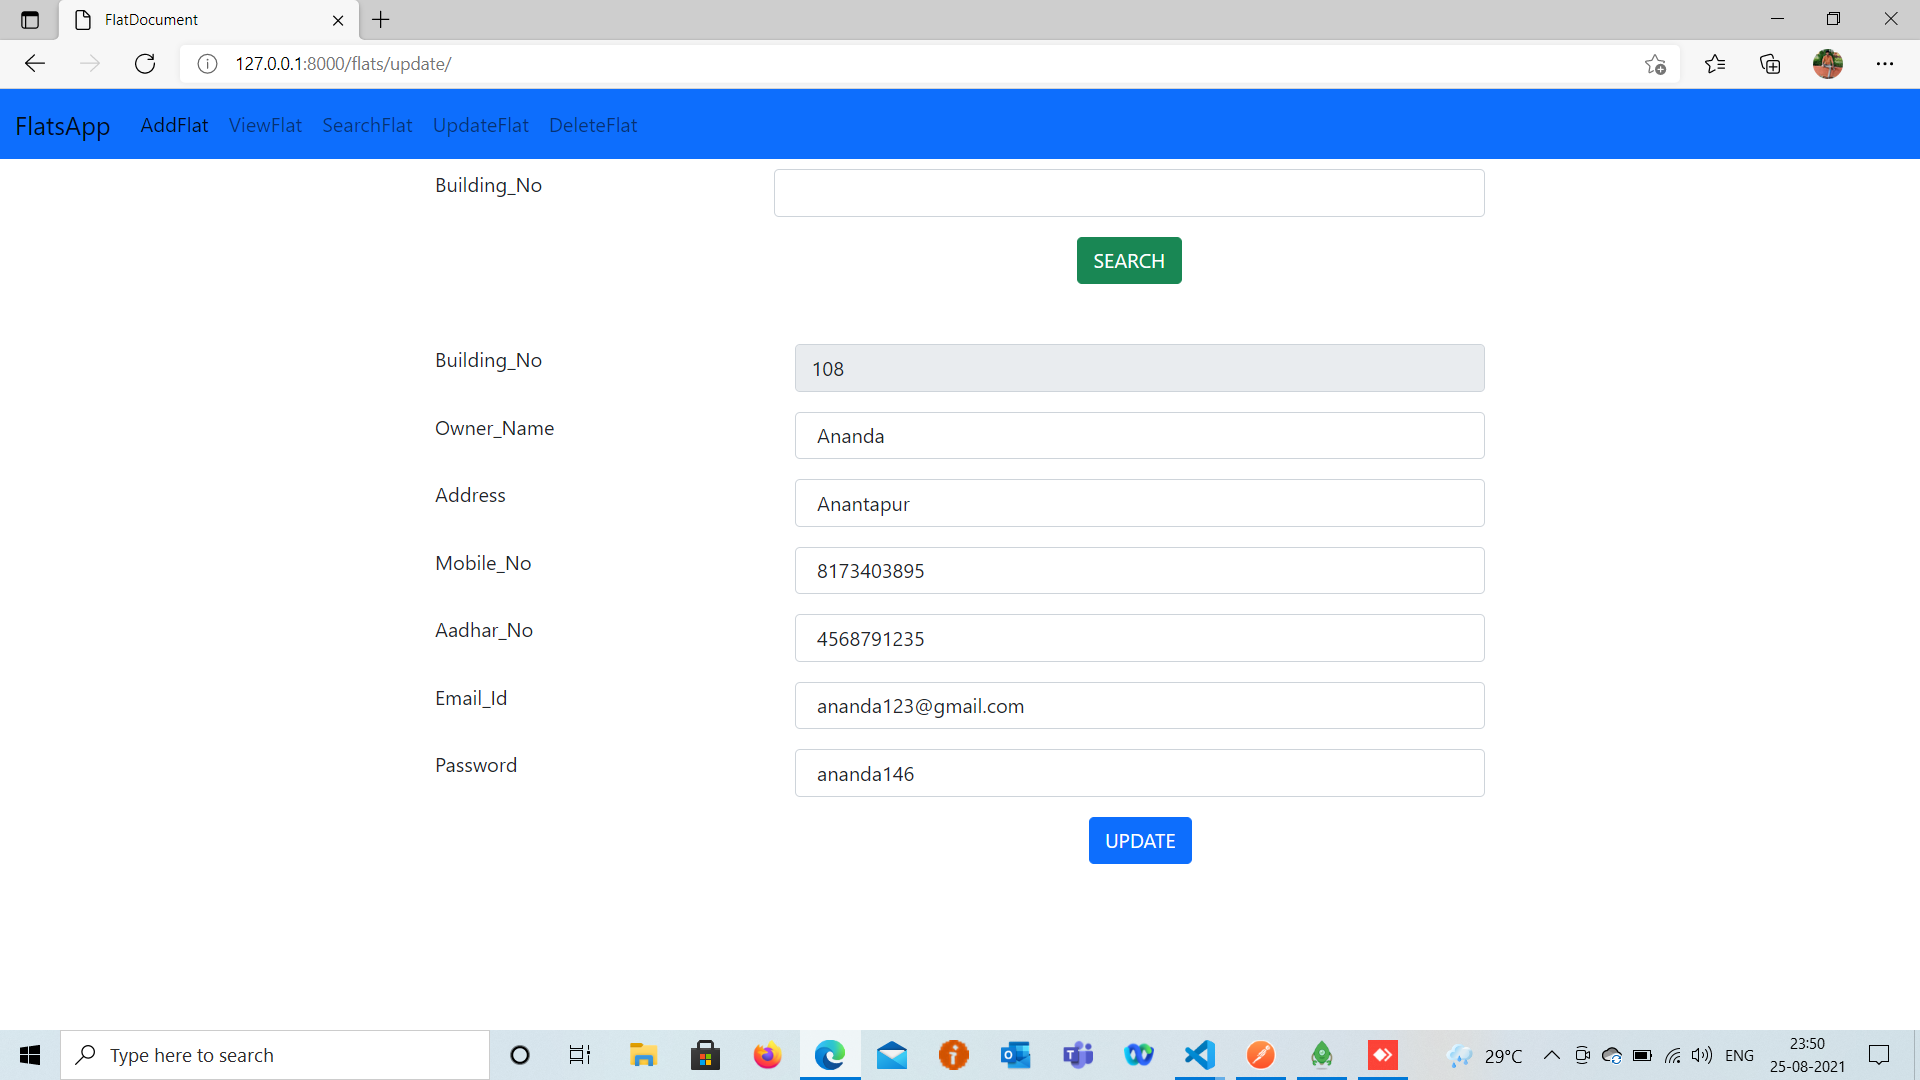 FlatDocument
127.0.0.1:8000/flats/update/
FlatsApp AddFlat ViewFlat SearchFlat UpdateFlat DeleteFlat
Building_No
SEARCH
Building_No 108
Owner_Name Ananda
Address Anantapur
Mobile_No 8173403895
Aadhar_No 4568791235
Email_Id ananda123@gmail.com
Password ananda146
UPDATE
Type here to search 29°C ENG 23:50
25-08-2021